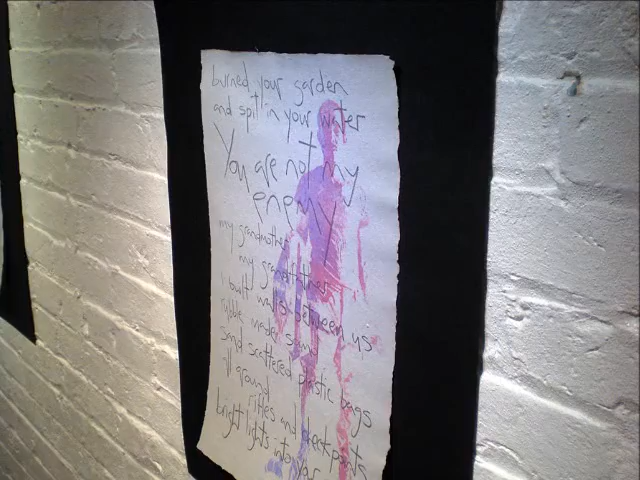 burned your garden
and spit in your water
You are not my
enemy
my grandmother
my grandfather
i built walls between us
rubble made sand
sand scattered plastic bags
all around
rifles and checkpoints
bright lights into your